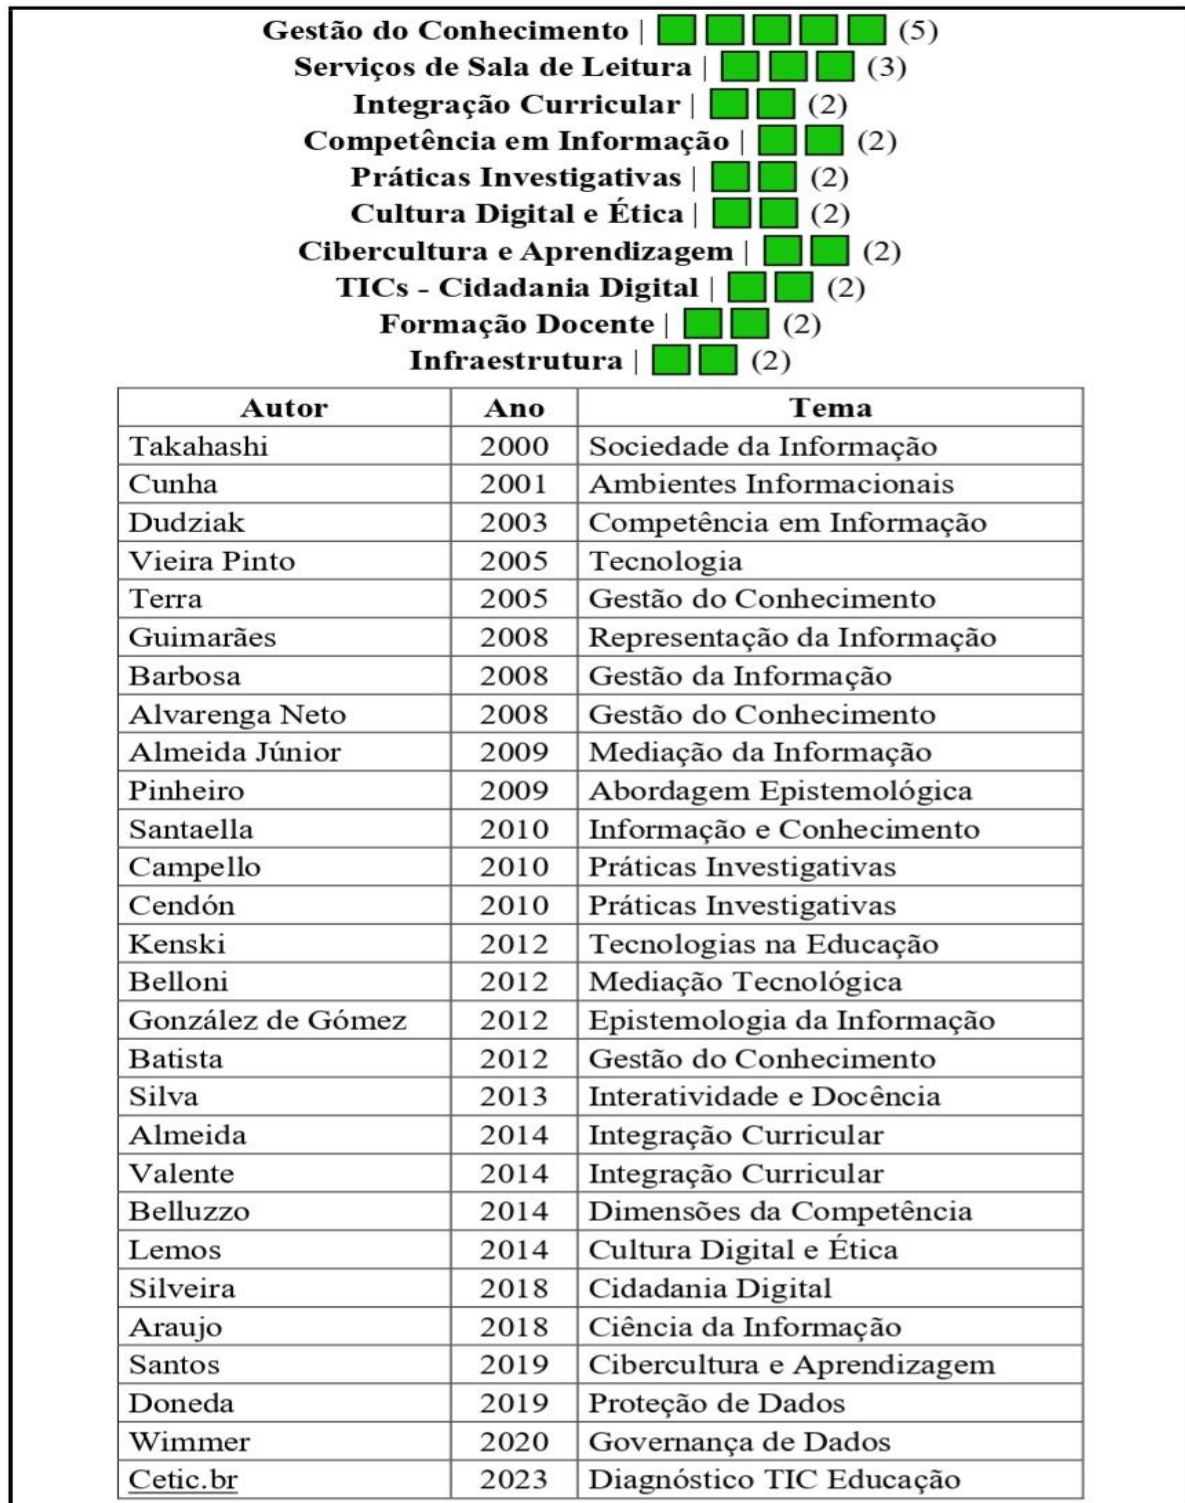 Gestão do Conhecimento | (5)
Serviços de Sala de Leitura | (3)
Integração Curricular | (2)
Competência em Informação | (2)
Práticas Investigativas | (2)
Cultura Digital e Ética | (2)
Cibercultura e Aprendizagem | (2)
TICs - Cidadania Digital | (2)
Formação Docente | (2)
Infraestrutura | (2)
Autor Ano Tema
Takahashi 2000 Sociedade da Informação
Cunha 2001 Ambientes Informacionais
Dudziak 2003 Competência em Informação
Vieira Pinto 2005 Tecnologia
Terra 2005 Gestão do Conhecimento
Guimarães 2008 Representação da Informação
Barbosa 2008 Gestão da Informação
Alvarenga Neto 2008 Gestão do Conhecimento
Almeida Júnior 2009 Mediação da Informação
Pinheiro 2009 Abordagem Epistemológica
Santaella 2010 Informação e Conhecimento
Campello 2010 Práticas Investigativas
Cendón 2010 Práticas Investigativas
Kenski 2012 Tecnologias na Educação
Belloni 2012 Mediação Tecnológica
González de Gómez 2012 Epistemologia da Informação
Batista 2012 Gestão do Conhecimento
Silva 2013 Interatividade e Docência
Almeida 2014 Integração Curricular
Valente 2014 Integração Curricular
Belluzzo 2014 Dimensões da Competência
Lemos 2014 Cultura Digital e Ética
Silveira 2018 Cidadania Digital
Araujo 2018 Ciência da Informação
Santos 2019 Cibercultura e Aprendizagem
Doneda 2019 Proteção de Dados
Wimmer 2020 Governança de Dados
Cetic.br 2023 Diagnóstico TIC Educação